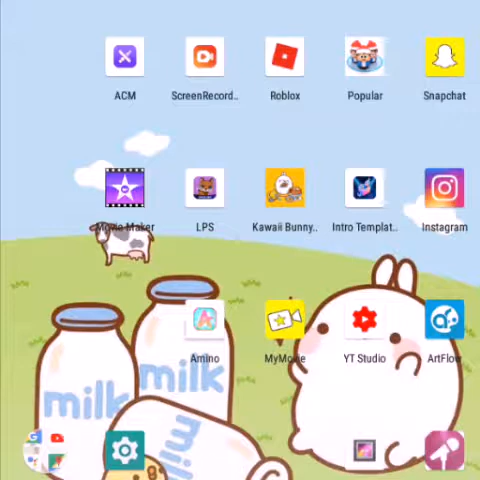 ACM
ScreenRecord..
Roblox
Popular
Snapchat
Movie Maker
LPS
Kawaii Bunny..
Intro Templat..
Instagram
Amino
MyMovie
YT Studio
ArtFlow
milk
milk
milk